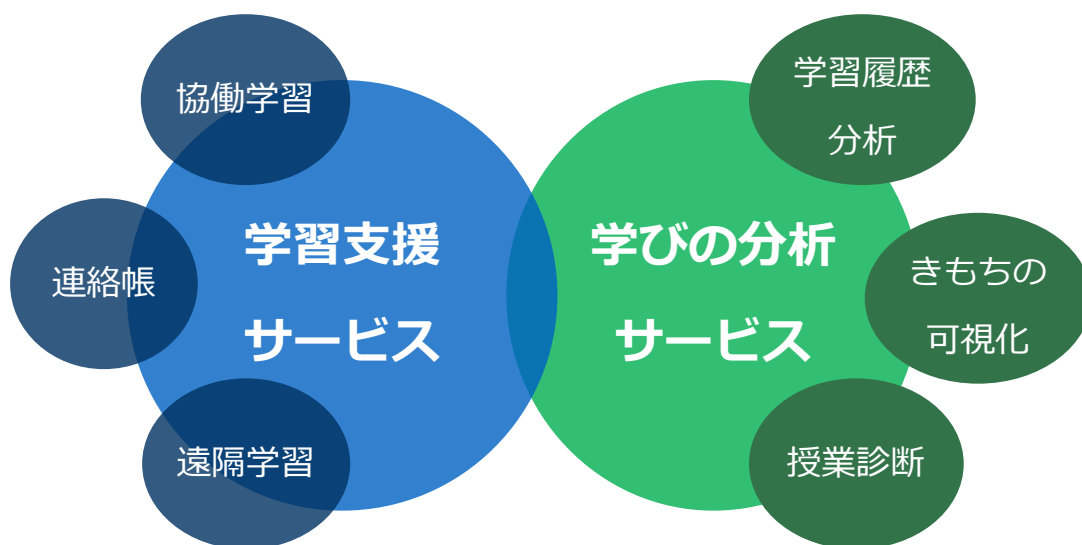 協働学習
連絡帳
遠隔学習
学習支援
サービス
学びの分析
サービス
学習履歴
分析
きもちの
可視化
授業診断